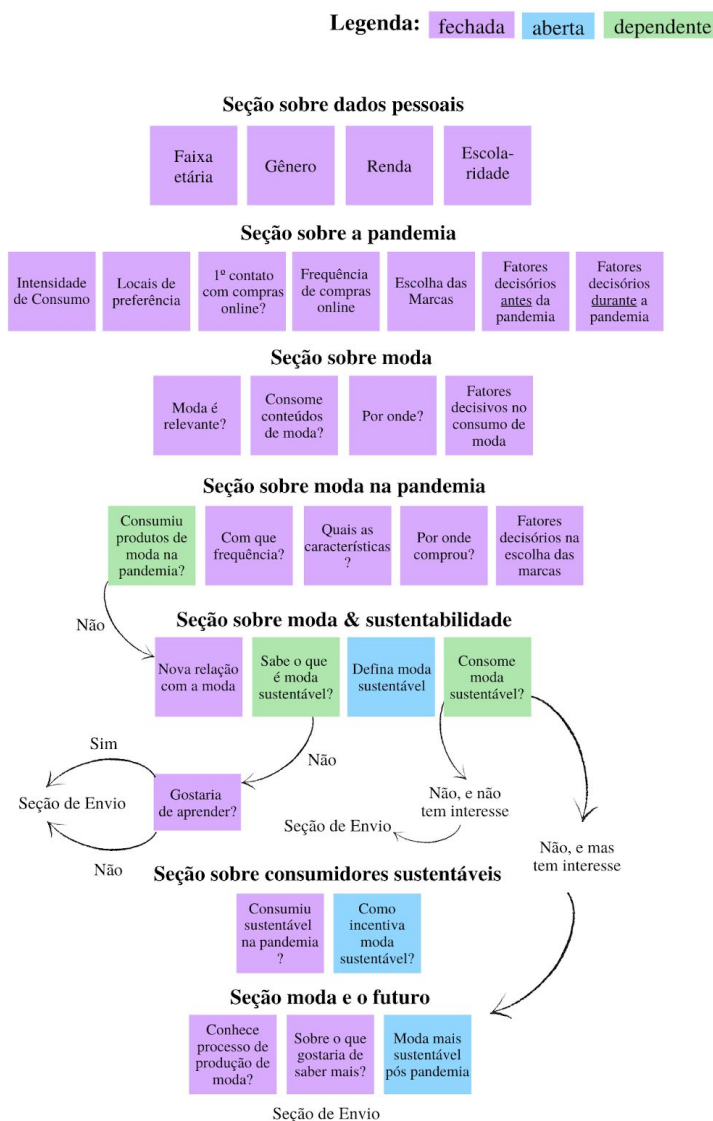 Legenda: fechada aberta dependente
Seção sobre dados pessoais
Faixa
etária
Gênero
Renda
Escola-
ridade
Seção sobre a pandemia
Intensidade
de Consumo
Locais de
preferência
1º contato
com compras
online?
Frequência
de compras
online
Escolha das
Marcas
Fatores
decisórios
antes da
pandemia
Fatores
decisórios
durante a
pandemia
Seção sobre moda
Moda é
relevante?
Consome
conteúdos
de moda?
Por onde?
Fatores
decisivos no
consumo de
moda
Seção sobre moda na pandemia
Consumiu
produtos de
moda na
pandemia?
Com que
frequência?
Quais as
características
?
Por onde
comprou?
Fatores
decisórios na
escolha das
marcas
Não
Seção sobre moda & sustentabilidade
Nova relação
com a moda
Sabe o que
é moda
sustentável?
Defina moda
sustentável
Consome
moda
sustentável?
Sim
Não
Seção de Envio
Gostaria
de aprender?
Não
Não, e não
tem interesse
Seção de Envio
Não, e mas
tem interesse
Seção sobre consumidores sustentáveis
Consumiu
sustentável
na pandemia
?
Como
incentiva
moda
sustentável?
Seção moda e o futuro
Conhece
processo de
produção de
moda?
Sobre o que
gostaria de
saber mais?
Moda mais
sustentável
pós pandemia
Seção de Envio